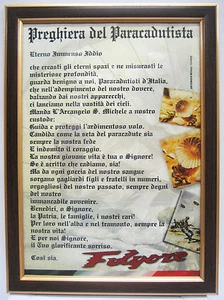 Preghiera del Paracadutista
Eterno Immenso Iddio
che creasti gli eterni spazi e ne misurasti le
misteriose profondità,
guarda benigno a noi, Paracadutisti d'Italia,
che nell'adempimento del nostro dovere,
balzando dai nostri apparecchi,
ci lanciamo nella vastità dei cieli.
Manda L'Arcangelo S. Michele a nostro
custode:
Guida e proteggi l'ardimentoso volo.
Candida come la seta del paracadute sia
sempre la nostra fede
E indomito il coraggio.
La nostra giovane vita è tua o Signore!
Se è scritto che cadiamo, sia!
Ma da ogni goccia del nostro sangue
sorgano gagliardi figli e fratelli in numeri,
orgogliosi del nostro passato, sempre degni
del nostro
immancabile avvenire.
Benedici, o Signore,
la Patria, le famiglie, i nostri cari!
Per loro nell'alba e nel tramonto, sempre la
nostra vita!
E per noi Signore,
il Tuo glorificante sorriso.
Così sia.
Folgore